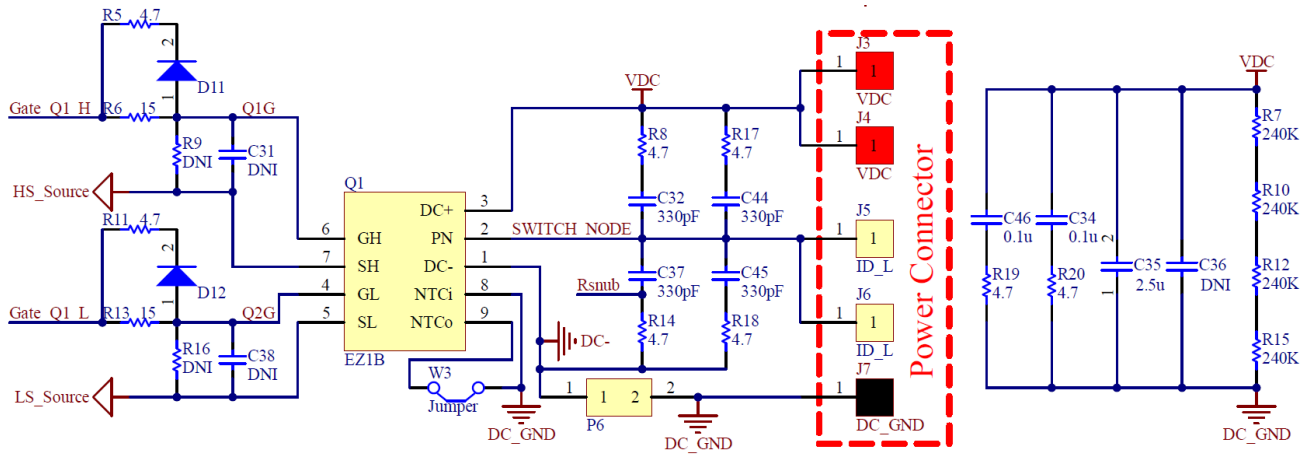 R5 4.7
2
D11
1
Gate_Q1_H R6 15 Q1G
R9
DNI
C31
DNI
HS_Source
R11 4.7
2
D12
1
Gate_Q1_L R13 15 Q2G
R16
DNI
C38
DNI
LS_Source
Q1
6 GH
7 SH
4 GL
5 SL
DC+ 3
PN 2
DC- 1
NTCi 8
NTCo 9
EZ1B
W3
Jumper
DC_GND
VDC
R8
4.7
R17
4.7
C32
330pF
C44
330pF
SWITCH_NODE
C37
330pF
C45
330pF
Rsnub
R14
4.7
R18
4.7
DC-
1 1 2 2
P6
DC_GND
J3
1 1
VDC
J4
1 1
VDC
J5
1 1
ID_L
J6
1 1
ID_L
J7
1
DC_GND
Power Connector
VDC
R7
240K
R10
240K
R12
240K
R15
240K
C46
0.1u
C34
0.1u
R19
4.7
R20
4.7
2
C35
2.5u
1
C36
DNI
DC_GND